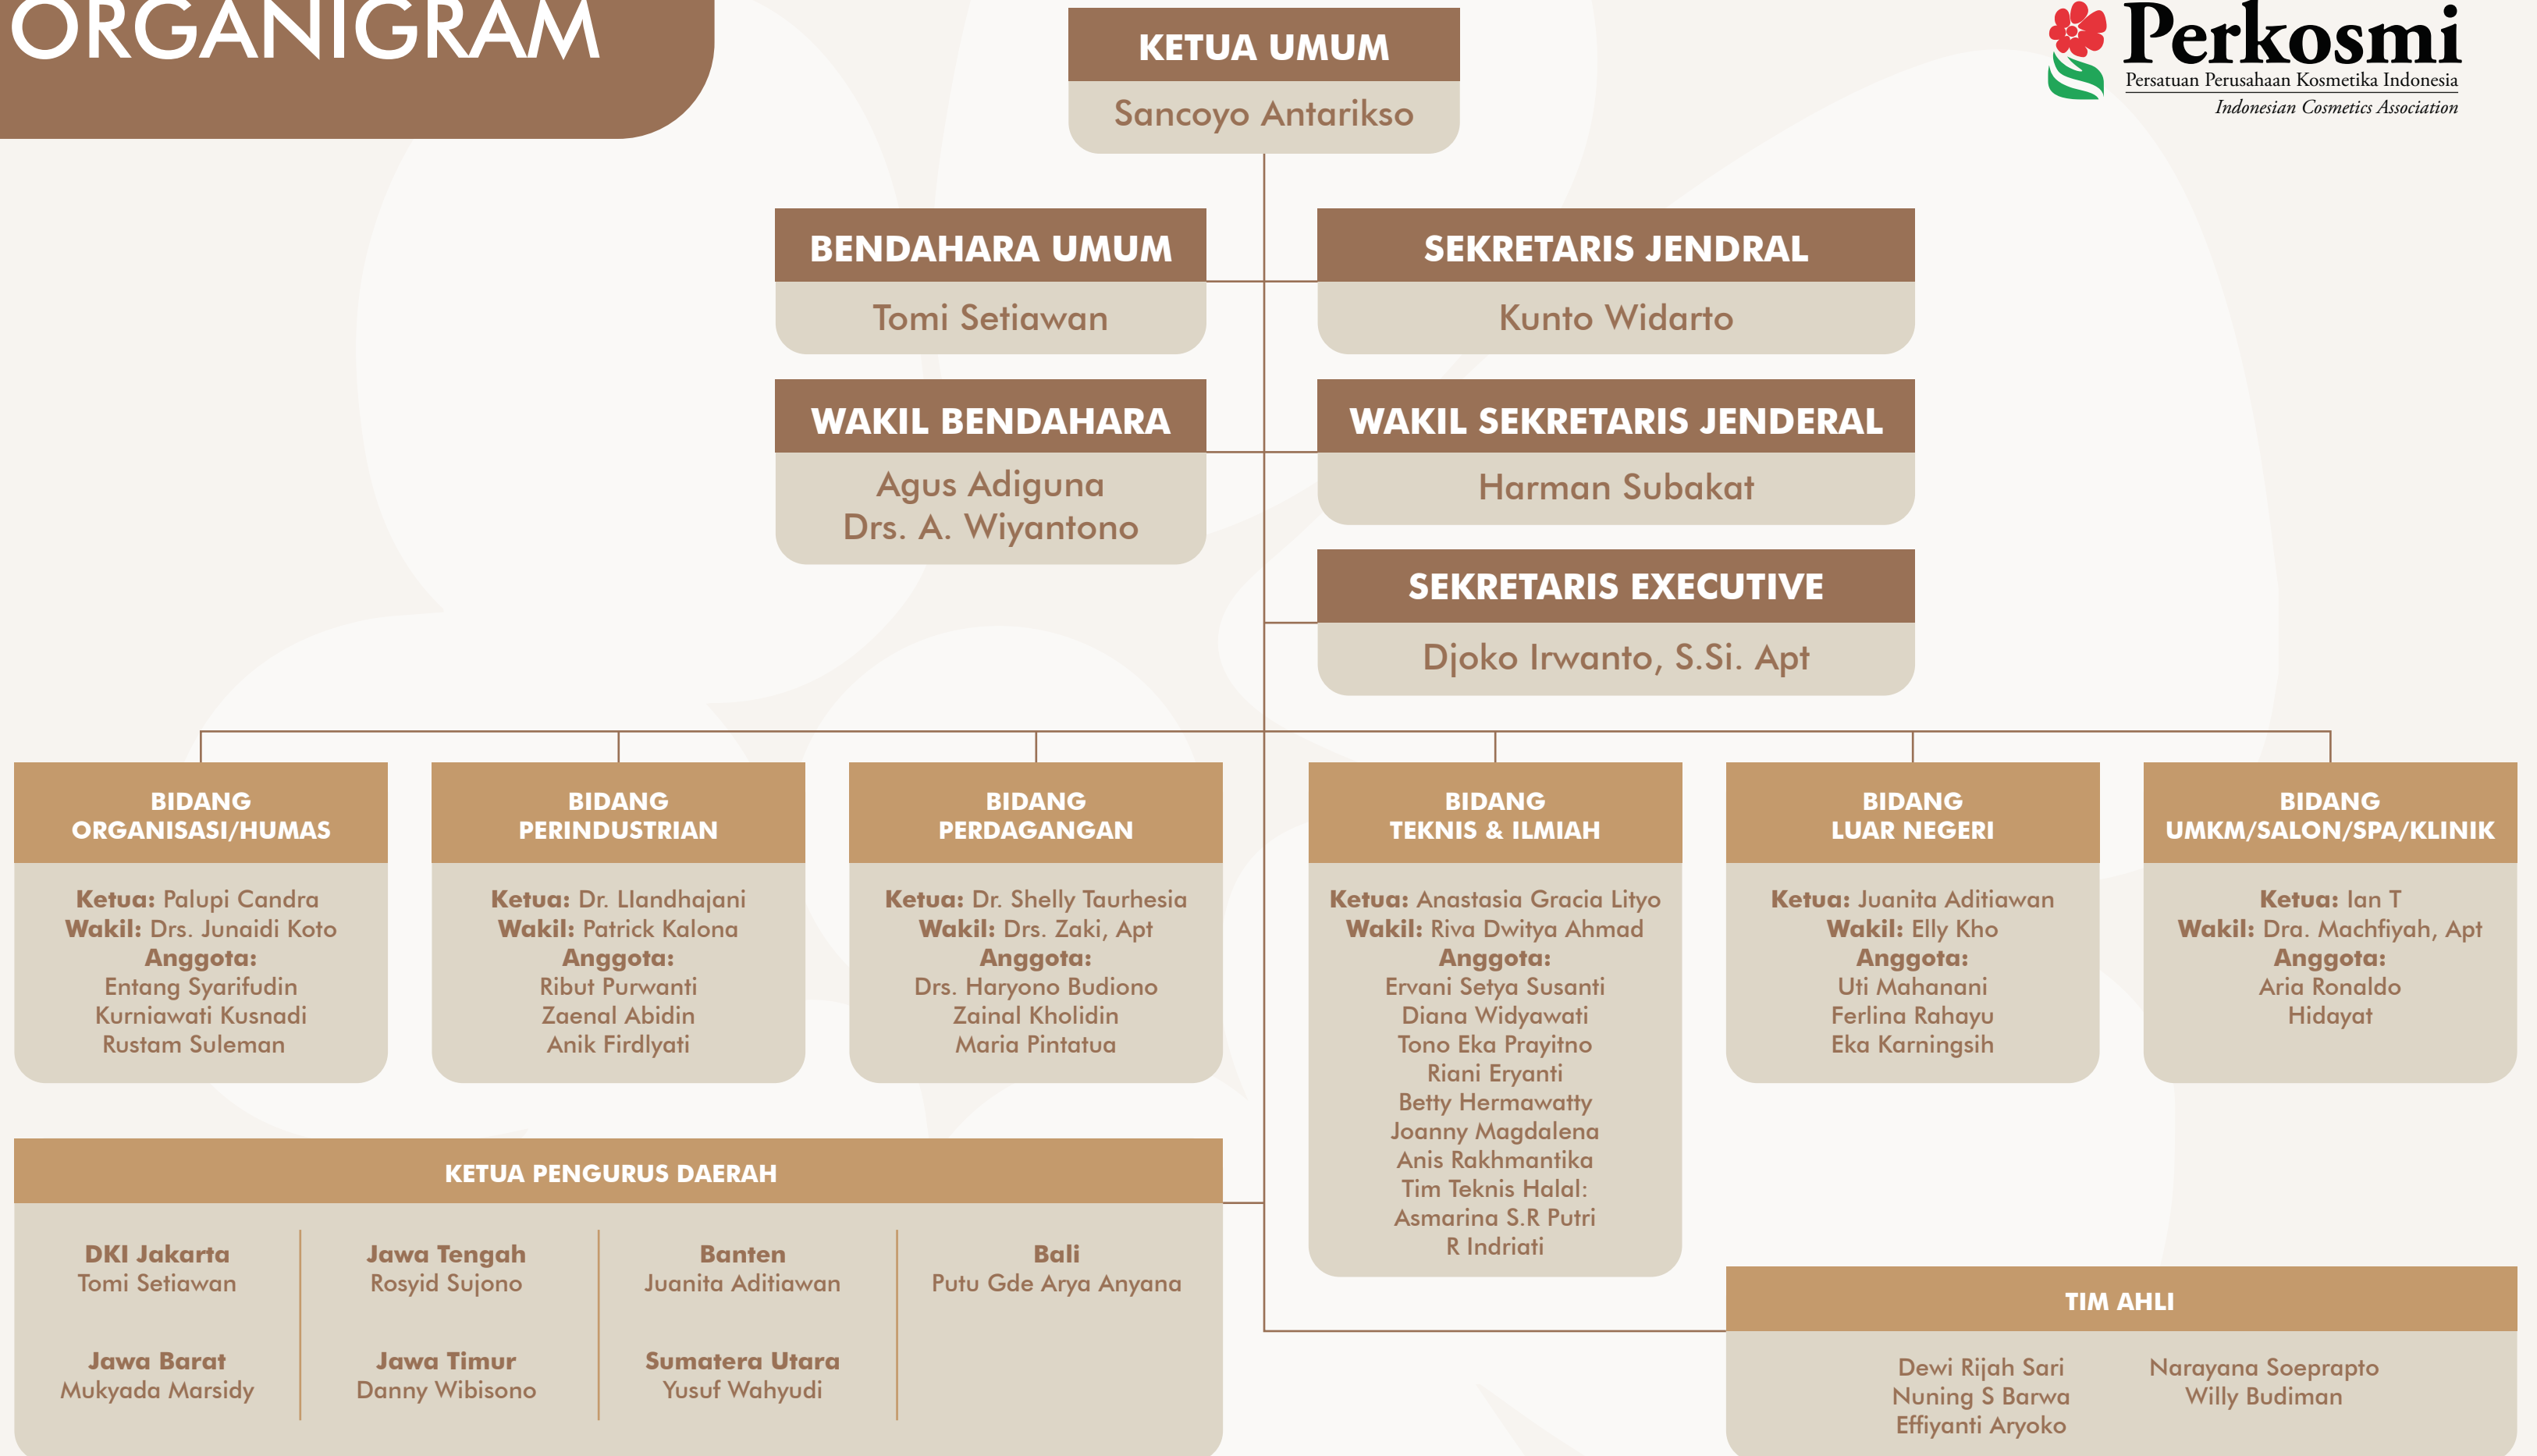 ORGANIGRAM
Perkosmi
Persatuan Perusahaan Kosmetika Indonesia
Indonesian Cosmetics Association
KETUA UMUM
Sancoyo Antarikso
BENDAHARA UMUM
Tomi Setiawan
SEKRETARIS JENDRAL
Kunto Widarto
WAKIL BENDAHARA
Agus Adiguna
Drs. A. Wiyantono
WAKIL SEKRETARIS JENDERAL
Harman Subakat
SEKRETARIS EXECUTIVE
Djoko Irwanto, S.Si. Apt
BIDANG
ORGANISASI/HUMAS
Ketua: Palupi Candra
Wakil: Drs. Junaidi Koto
Anggota:
Entang Syarifudin
Kurniawati Kusnadi
Rustam Suleman
BIDANG
PERINDUSTRIAN
Ketua: Dr. LIandhajani
Wakil: Patrick Kalona
Anggota:
Ribut Purwanti
Zaenal Abidin
Anik Firdlyati
BIDANG
PERDAGANGAN
Ketua: Dr. Shelly Taurhesia
Wakil: Drs. Zaki, Apt
Anggota:
Drs. Haryono Budiono
Zainal Kholidin
Maria Pintatua
BIDANG
TEKNIS & ILMIAH
Ketua: Anastasia Gracia Lityo
Wakil: Riva Dwitya Ahmad
Anggota:
Ervani Setya Susanti
Diana Widyawati
Tono Eka Prayitno
Riani Eryanti
Betty Hermawatty
Joanny Magdalena
Anis Rakhmantika
Tim Teknis Halal:
Asmarina S.R Putri
R Indriati
BIDANG
LUAR NEGERI
Ketua: Juanita Aditiawan
Wakil: Elly Kho
Anggota:
Uti Mahanani
Ferlina Rahayu
Eka Karningsih
BIDANG
UMKM/SALON/SPA/KLINIK
Ketua: Ian T
Wakil: Dra. Machfiyah, Apt
Anggota:
Aria Ronaldo
Hidayat
KETUA PENGURUS DAERAH
DKI Jakarta
Tomi Setiawan
Jawa Barat
Mukyada Marsidy
Jawa Tengah
Rosyid Sujono
Jawa Timur
Danny Wibisono
Banten
Juanita Aditiawan
Sumatera Utara
Yusuf Wahyudi
Bali
Putu Gde Arya Anyana
TIM AHLI
Dewi Rijah Sari
Nuning S Barwa
Effiyanti Aryoko
Narayana Soeprapto
Willy Budiman